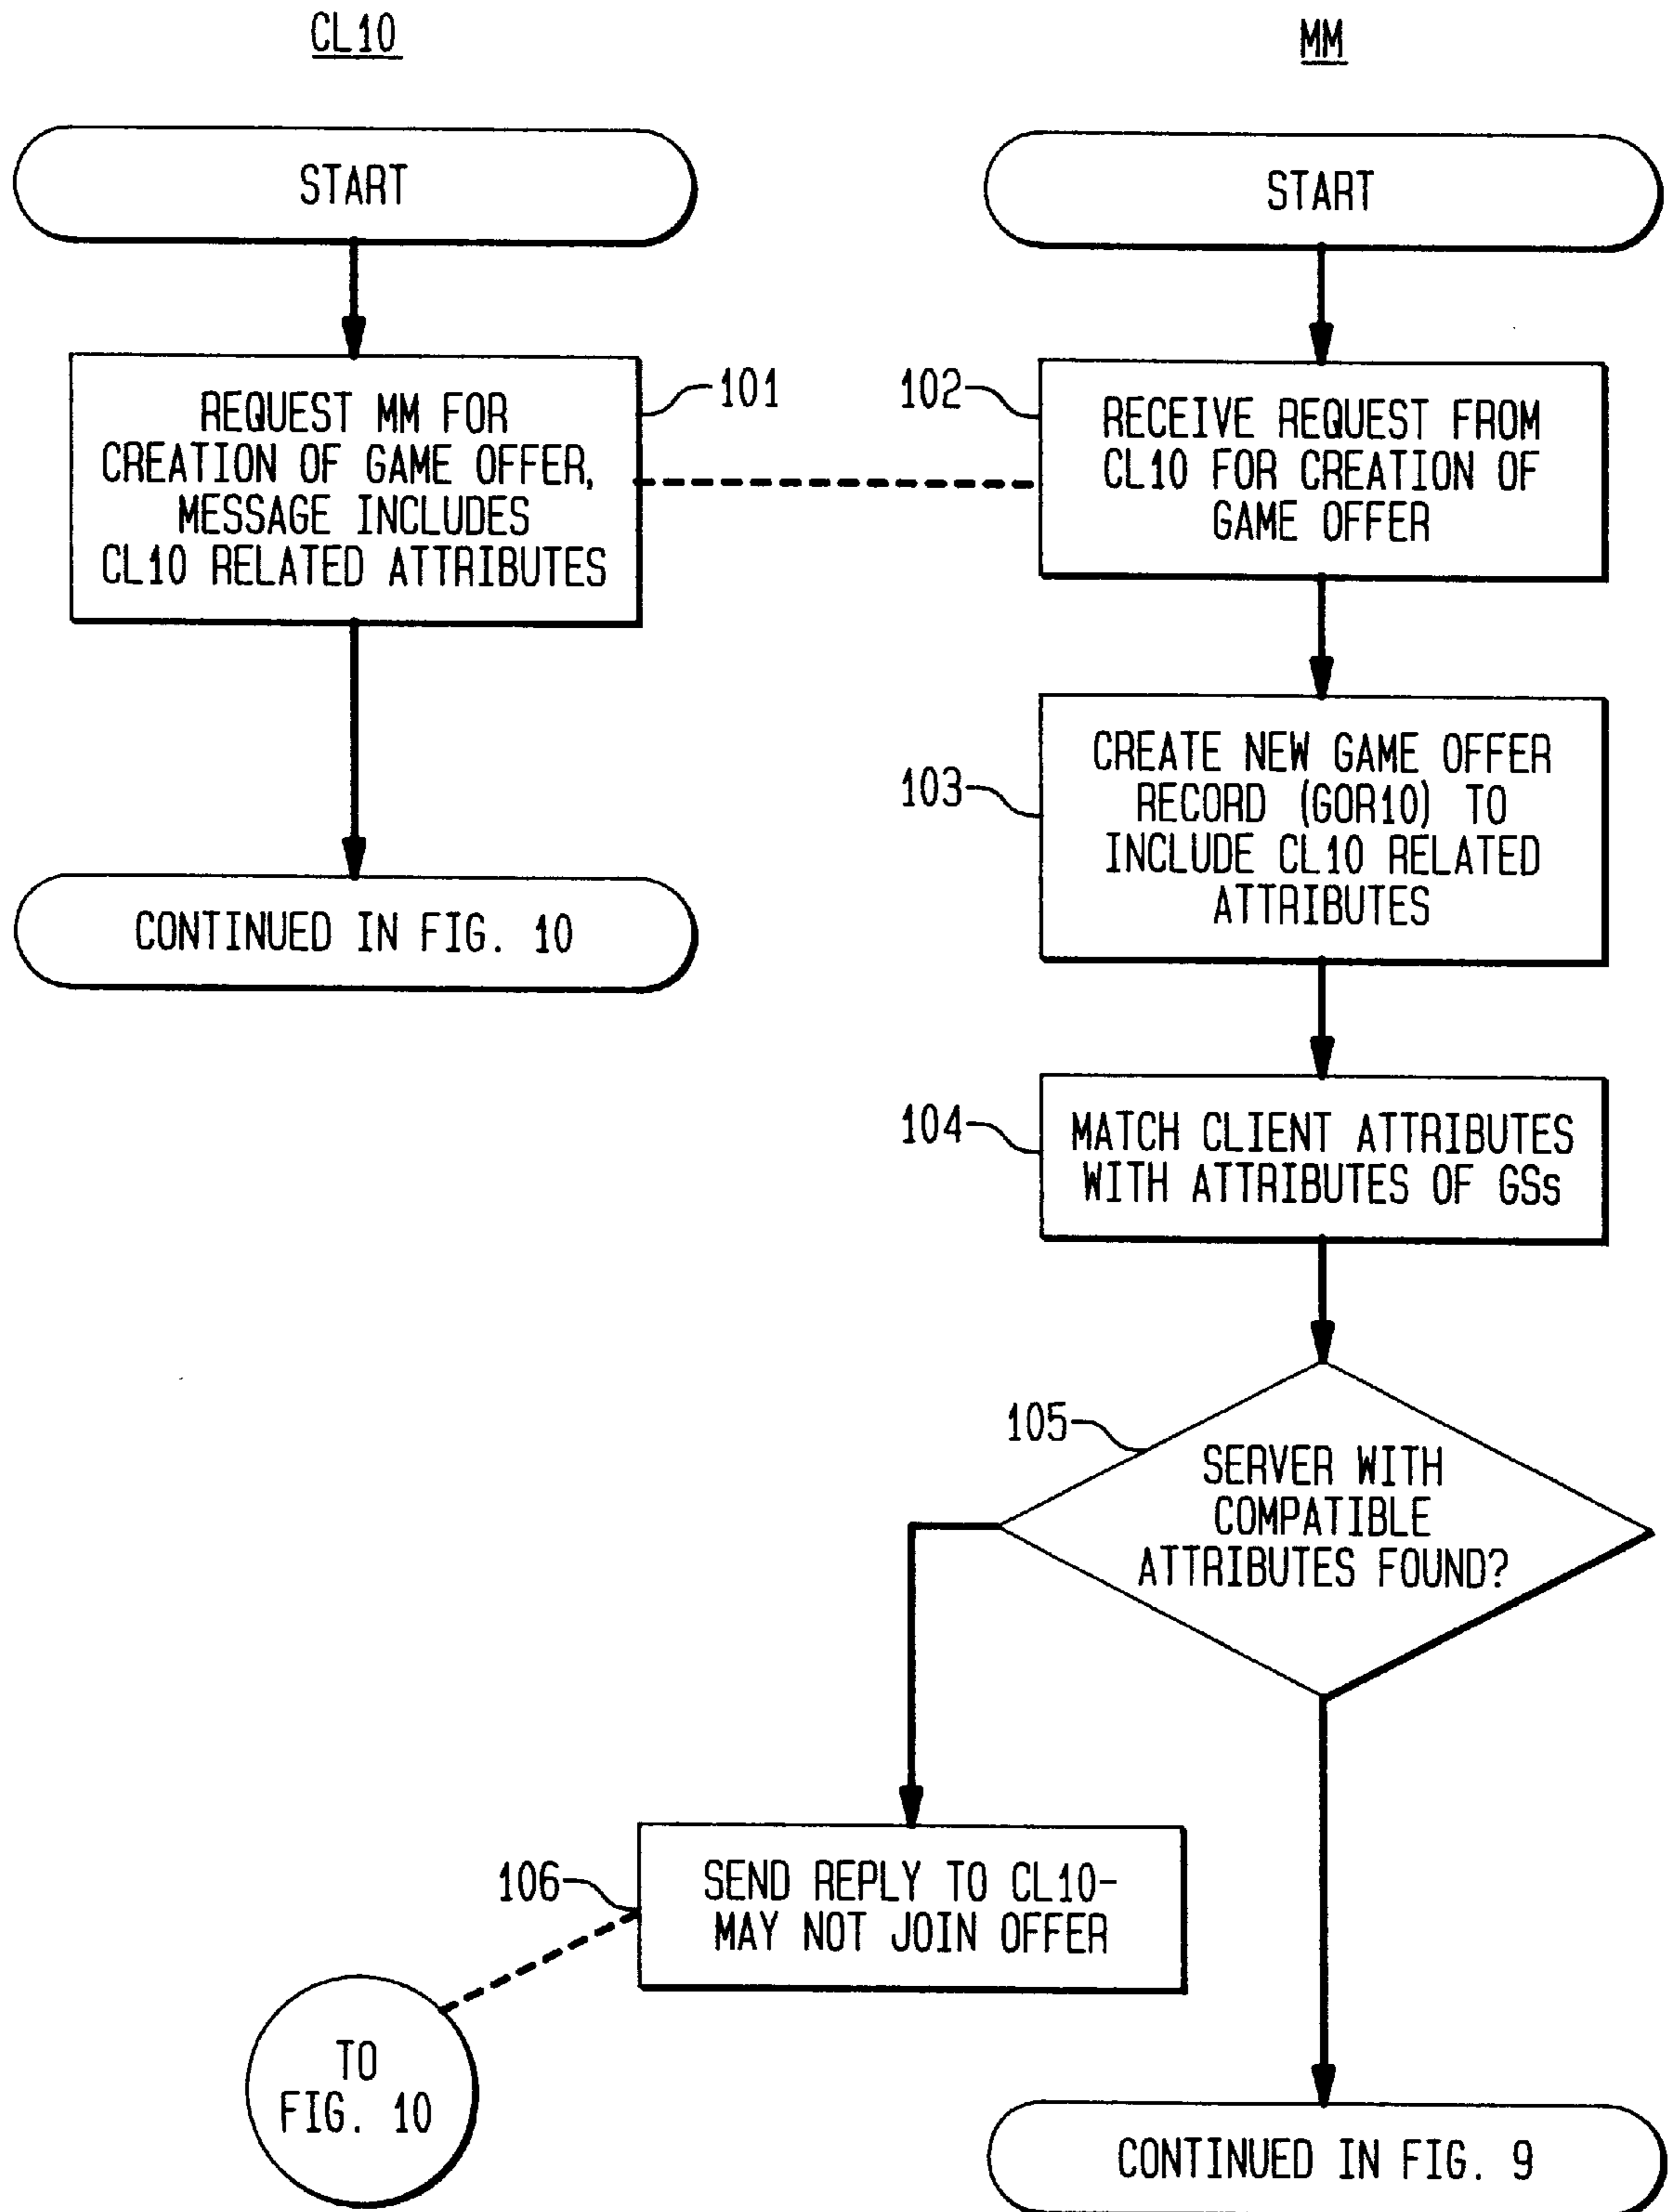 CL10
START
101
REQUEST MM FOR
CREATION OF GAME OFFER,
MESSAGE INCLUDES
CL10 RELATED ATTRIBUTES
CONTINUED IN FIG. 10
MM
START
102
RECEIVE REQUEST FROM
CL10 FOR CREATION OF
GAME OFFER
103
CREATE NEW GAME OFFER
RECORD (GOR10) TO
INCLUDE CL10 RELATED
ATTRIBUTES
104
MATCH CLIENT ATTRIBUTES
WITH ATTRIBUTES OF GSs
105
SERVER WITH
COMPATIBLE
ATTRIBUTES FOUND?
106
SEND REPLY TO CL10-
MAY NOT JOIN OFFER
TO
FIG. 10
CONTINUED IN FIG. 9